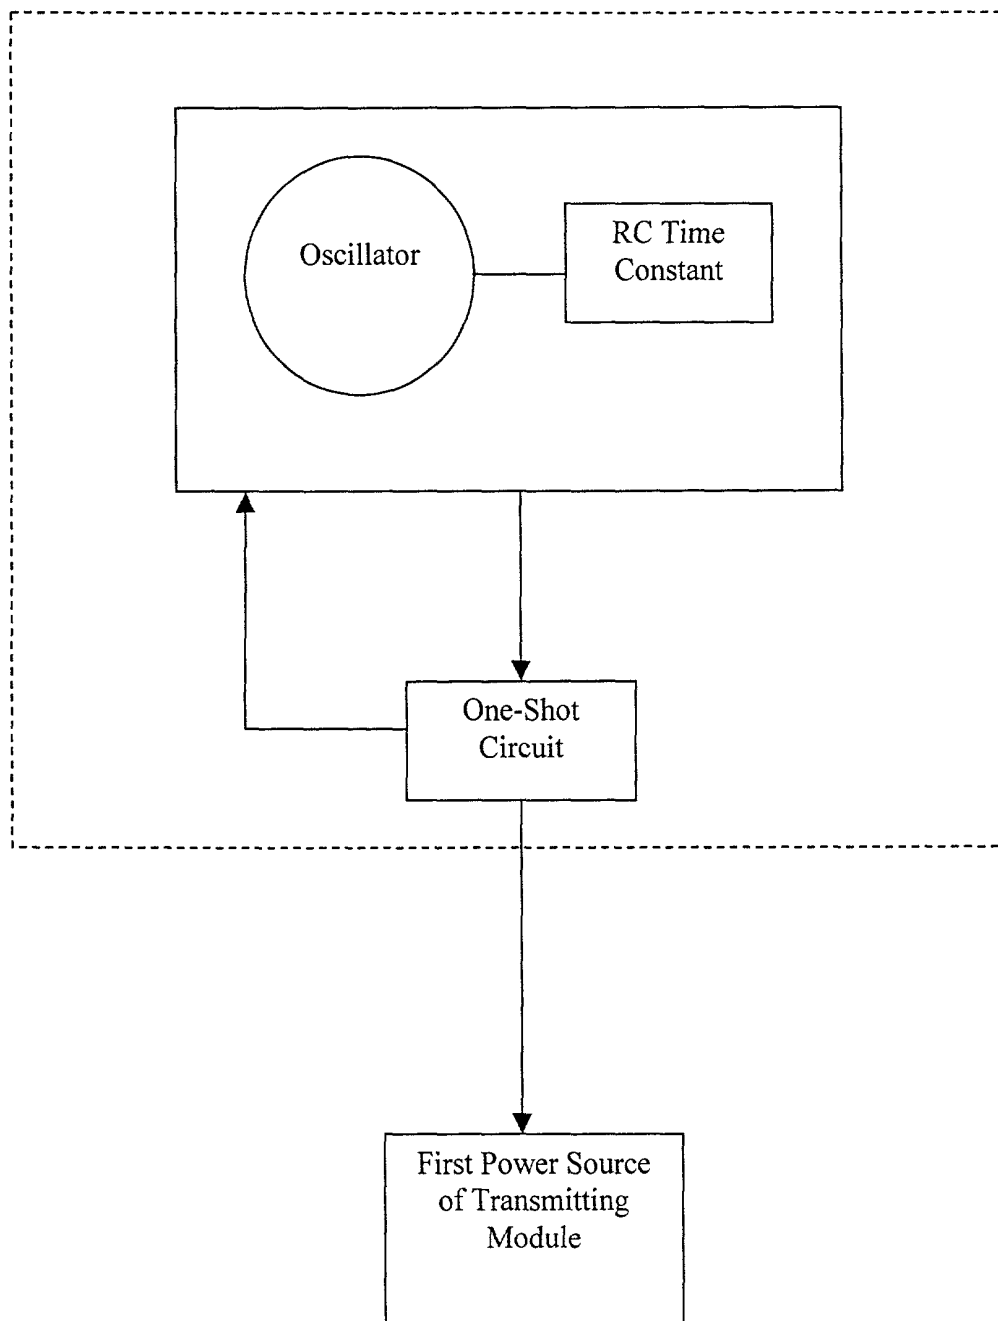 Oscillator
RC Time
Constant
One-Shot
Circuit
First Power Source
of Transmitting
Module